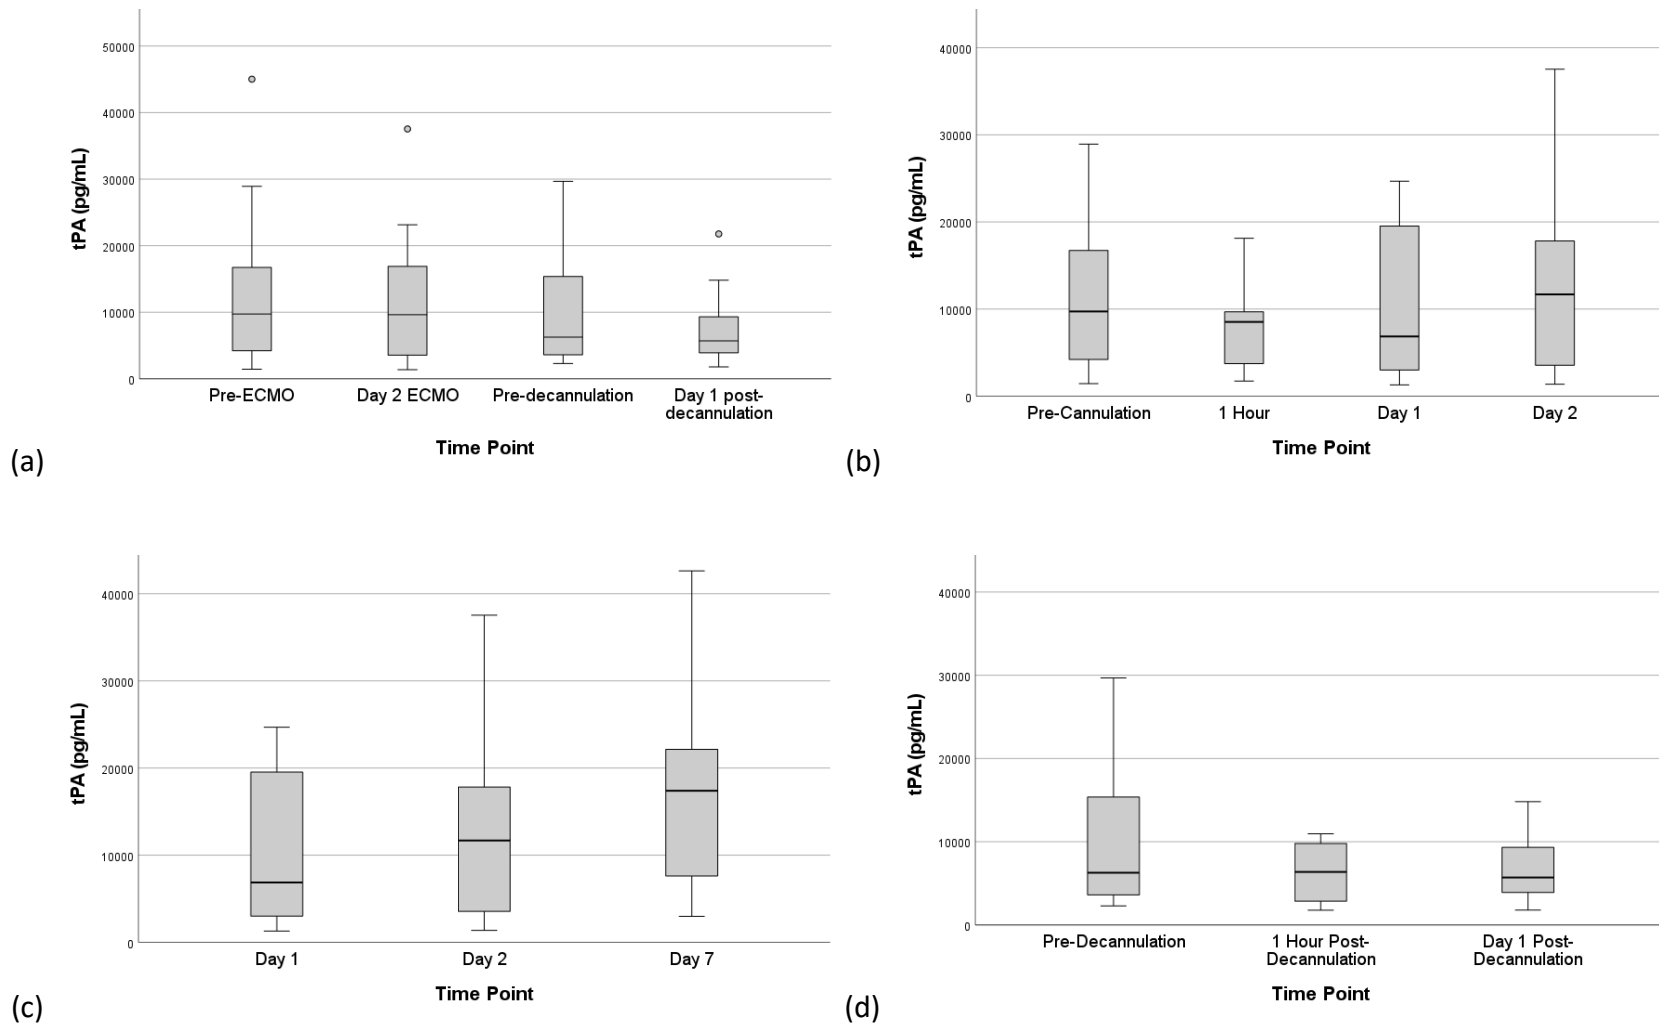 50000
40000
30000
20000
10000
0
tPA (pg/mL)
Pre-ECMO
Day 2 ECMO
Pre-decannulation
Day 1 post-
decannulation
Time Point
(a)
40000
30000
20000
10000
0
tPA (pg/mL)
Pre-Cannulation
1 Hour
Day 1
Day 2
Time Point
(b)
40000
30000
20000
10000
0
tPA (pg/mL)
Day 1
Day 2
Day 7
Time Point
(c)
40000
30000
20000
10000
0
tPA (pg/mL)
Pre-Decannulation
1 Hour Post-
Decannulation
Day 1 Post-
Decannulation
Time Point
(d)